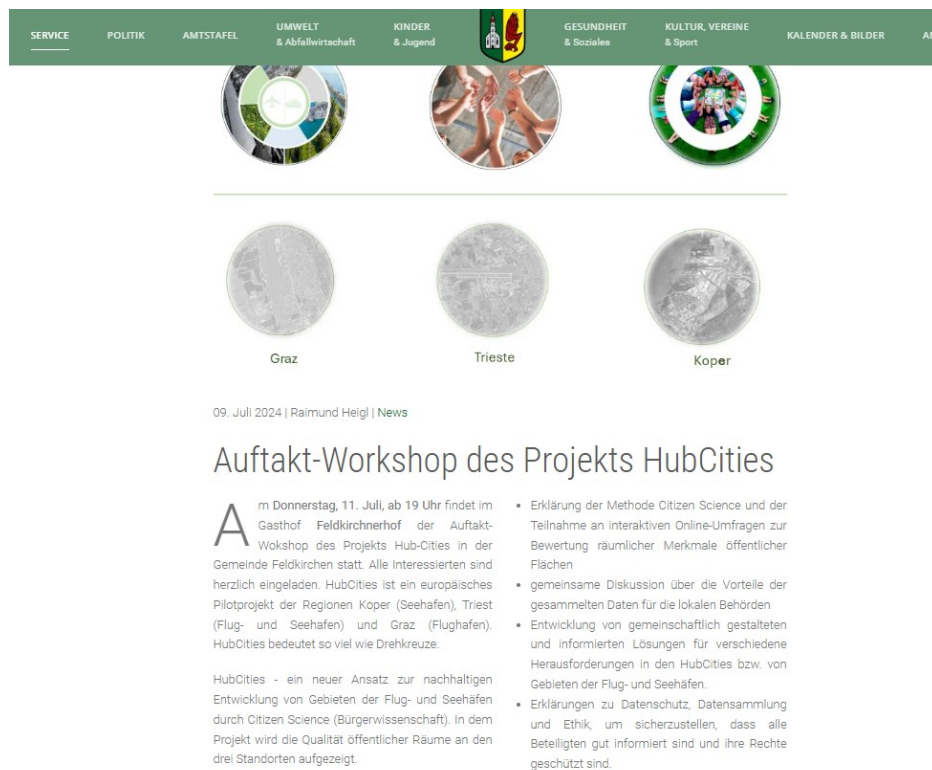 SERVICE
POLITIK
AMTSTAFEL
UMWELT
& Abfallwirtschaft
KINDER
& Jugend
GESUNDHEIT
& Soziales
KULTUR, VEREINE
& Sport
KALENDER & BILDER
Graz
Trieste
Koper
09. Juli 2024 | Raimund Heigl | News
Auftakt-Workshop des Projekts HubCities
Am Donnerstag, 11. Juli, ab 19 Uhr findet im
Gasthof Feldkirchnerhof der Auftakt-
Wokshop des Projekts Hub-Cities in der
Gemeinde Feldkirchen statt. Alle Interessierten sind
herzlich eingeladen. HubCities ist ein europäisches
Pilotprojekt der Regionen Koper (Seehafen), Triest
(Flug- und Seehafen) und Graz (Flughafen).
HubCities bedeutet so viel wie Drehkreuze.
HubCities - ein neuer Ansatz zur nachhaltigen
Entwicklung von Gebieten der Flug- und Seehäfen
durch Citizen Science (Bürgerwissenschaft). In dem
Projekt wird die Qualität öffentlicher Räume an den
drei Standorten aufgezeigt.
• Erklärung der Methode Citizen Science und der
Teilnahme an interaktiven Online-Umfragen zur
Bewertung räumlicher Merkmale öffentlicher
Flächen
• gemeinsame Diskussion über die Vorteile der
gesammelten Daten für die lokalen Behörden
• Entwicklung von gemeinschaftlich gestalteten
und informierten Lösungen für verschiedene
Herausforderungen in den HubCities bzw. von
Gebieten der Flug- und Seehäfen.
• Erklärungen zu Datenschutz, Datensammlung
und Ethik, um sicherzustellen, dass alle
Beteiligten gut informiert sind und ihre Rechte
geschützt sind.